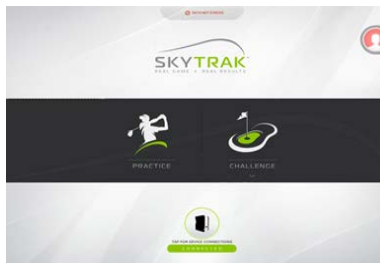 SKYTRAK
REAL GAME • REAL RESULTS
PRACTICE
CHALLENGE
TAP FOR DEVICE CONNECTIONS
CONNECTED